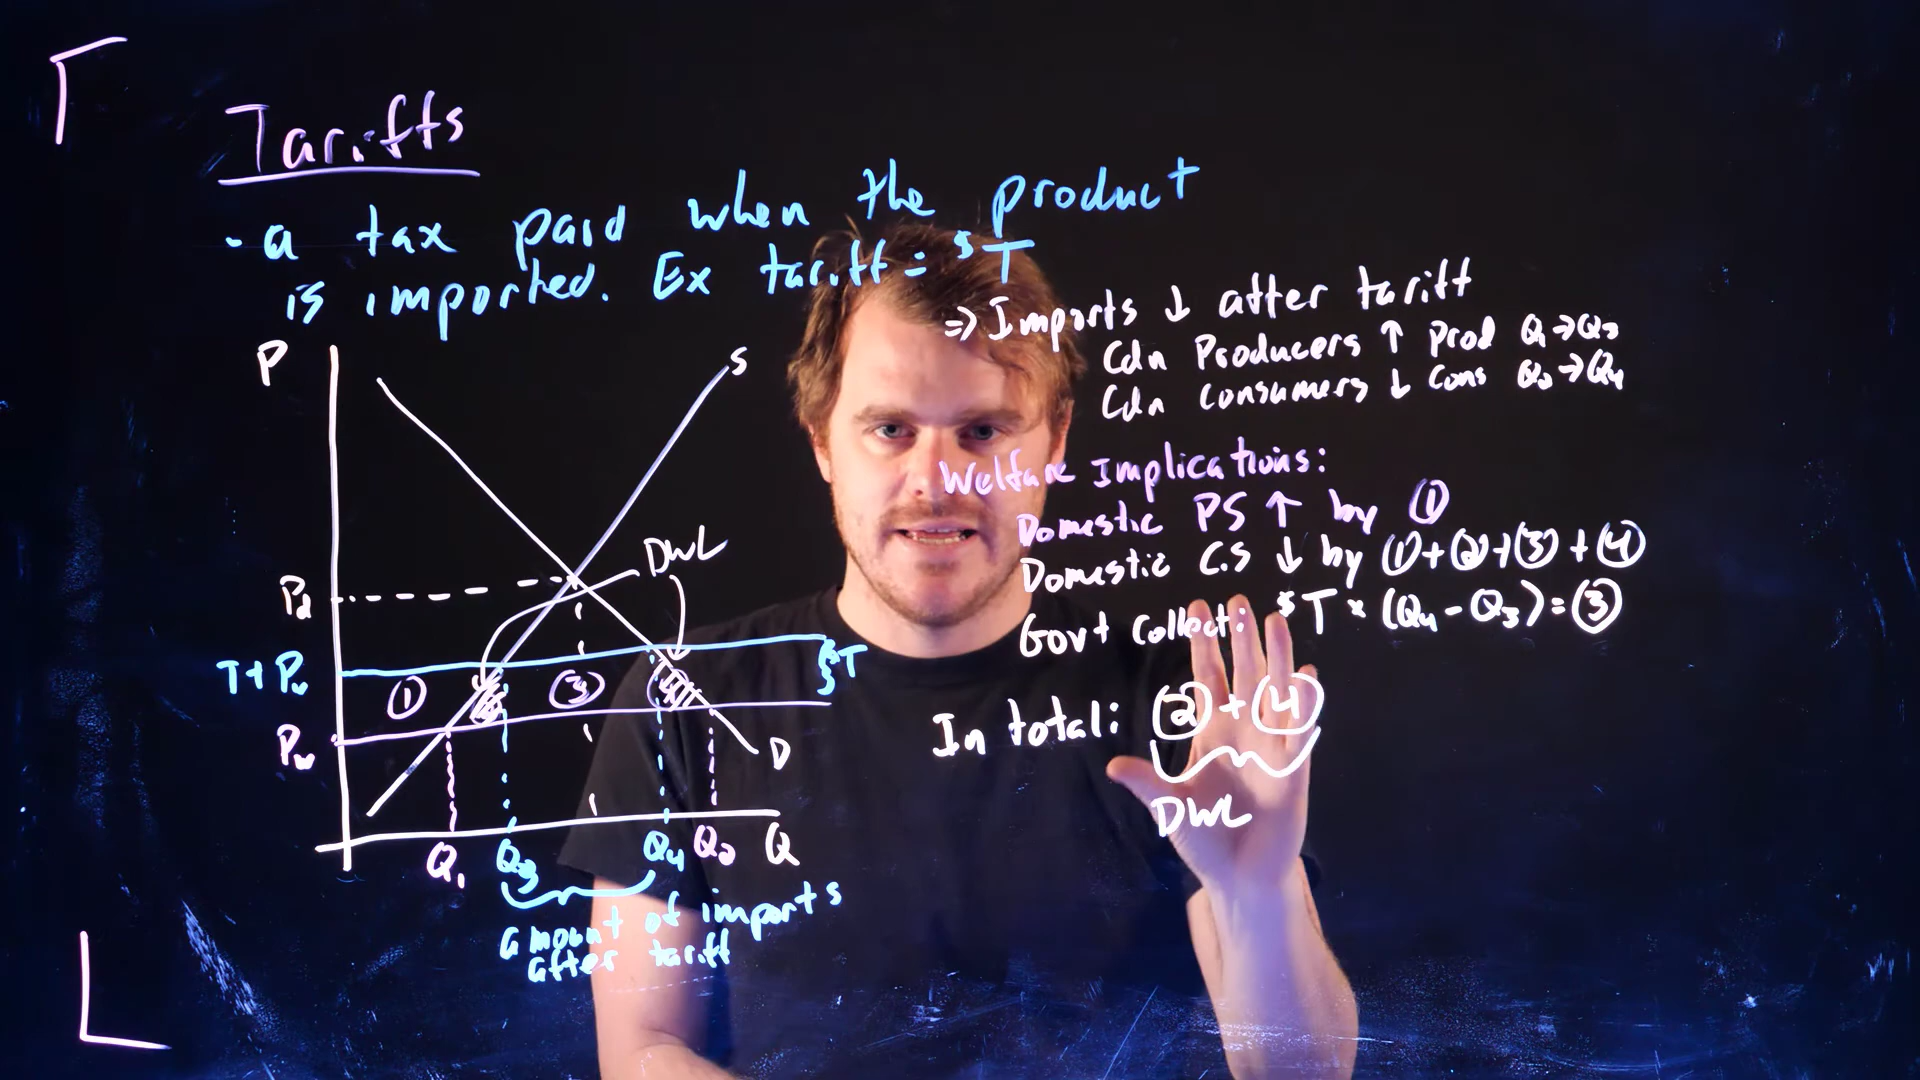 Tariffs
- a tax paid when the product
is imported. Ex tariff = $T
⇒ Imports ↓ after tariff
Cdn Producers ↑ Prod Q1→Q3
Cdn Consumers ↓ Cons Q2→Q4
Welfare Implications:
Domestic PS ↑ by ①
Domestic C.S ↓ by ①+②+③+④
Gov't Collect: $T × (Q4 - Q3) = ③
In total: ②+④
DWL
P
S
DWL
Pd
T+Pw
$T
① ③ ④
Pw
D
Q1 Q3 Q4 Q2 Q
amount of imports
after tariff